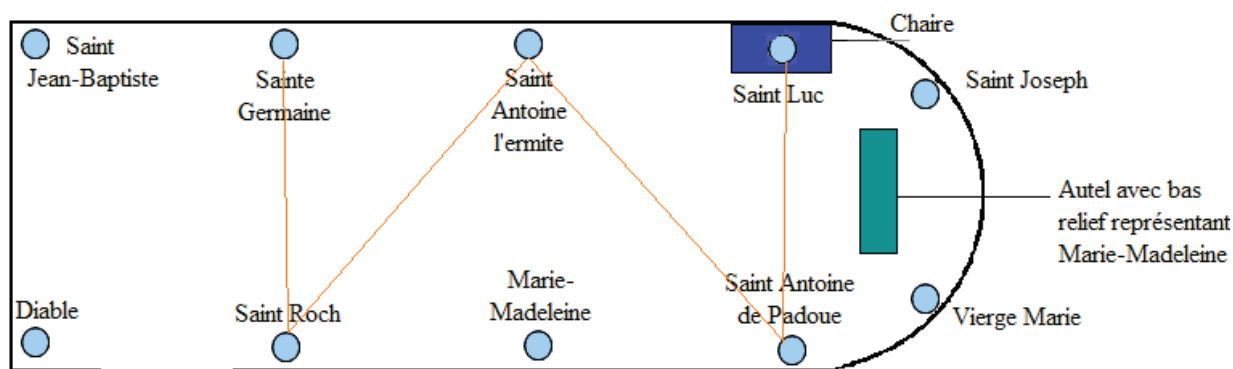 Chaire
Saint
Jean-Baptiste
Sainte
Germaine
Saint
Antoine
l'ermite
Saint Luc
Saint Joseph
Autel avec bas
relief représentant
Marie-Madeleine
Diable
Saint Roch
Marie-
Madeleine
Saint Antoine
de Padoue
Vierge Marie